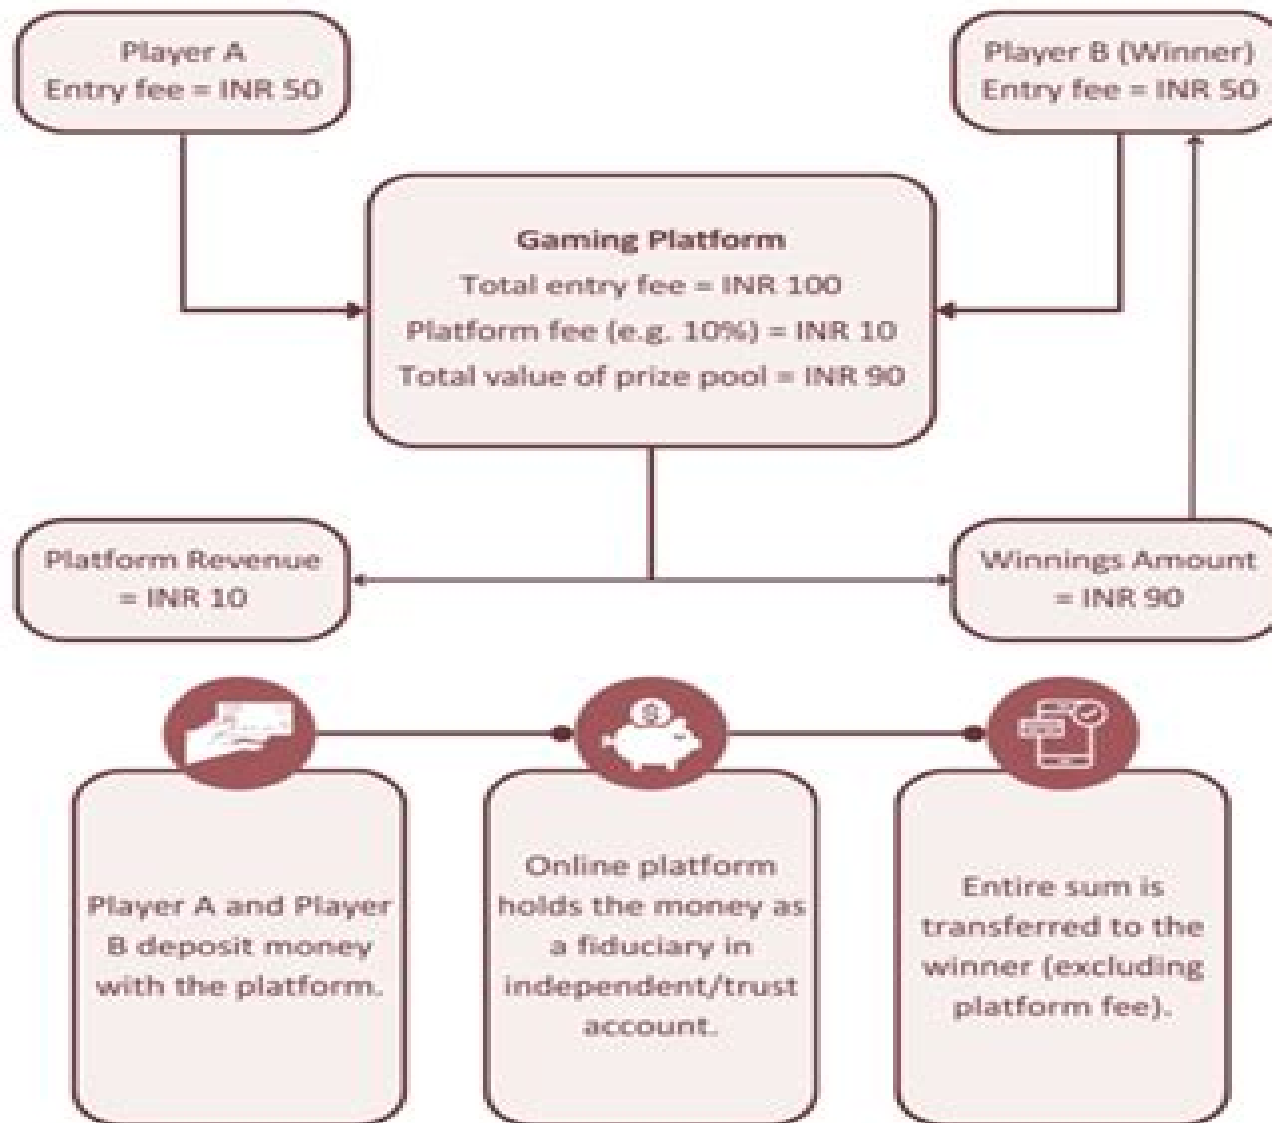 Player A
Entry fee = INR 50
Player B (Winner)
Entry fee = INR 50
Gaming Platform
Total entry fee = INR 100
Platform fee (e.g. 10%) = INR 10
Total value of prize pool = INR 90
Platform Revenue
= INR 10
Winnings Amount
= INR 90
$
Player A and Player
B deposit money
with the platform.
Online platform
holds the money as
a fiduciary in
independent/trust
account.
Entire sum is
transferred to the
winner (excluding
platform fee).